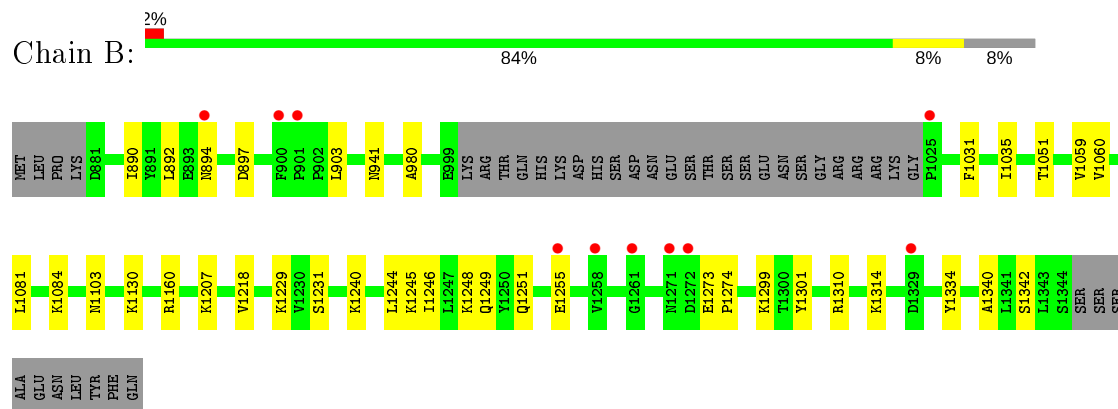 2%
Chain B:
84% 8% 8%
MET LEU PRO LYS D881 I890 Y891 L892 E893 N894 D897 F900 P901 P902 L903 N941 A980 E999 LYS ARG THR GLN HIS LYS ASP HIS SER ASP ASN GLU SER THR SER SER GLU ASN SER GLY ARG ARG ARG LYS GLY P1025 F1031 I1035 T1051 V1059 V1060
L1081 K1084 N1103 K1130 R1160 K1207 V1218 K1229 V1230 S1231 K1240 L1244 K1245 I1246 L1247 K1248 Q1249 Y1250 Q1251 E1255 V1258 G1261 N1271 D1272 E1273 P1274 K1299 T1300 Y1301 R1310 K1314 D1329 Y1334 A1340 L1341 S1342 L1343 S1344 SER SER SER
ALA GLU ASN LEU TYR PHE GLN